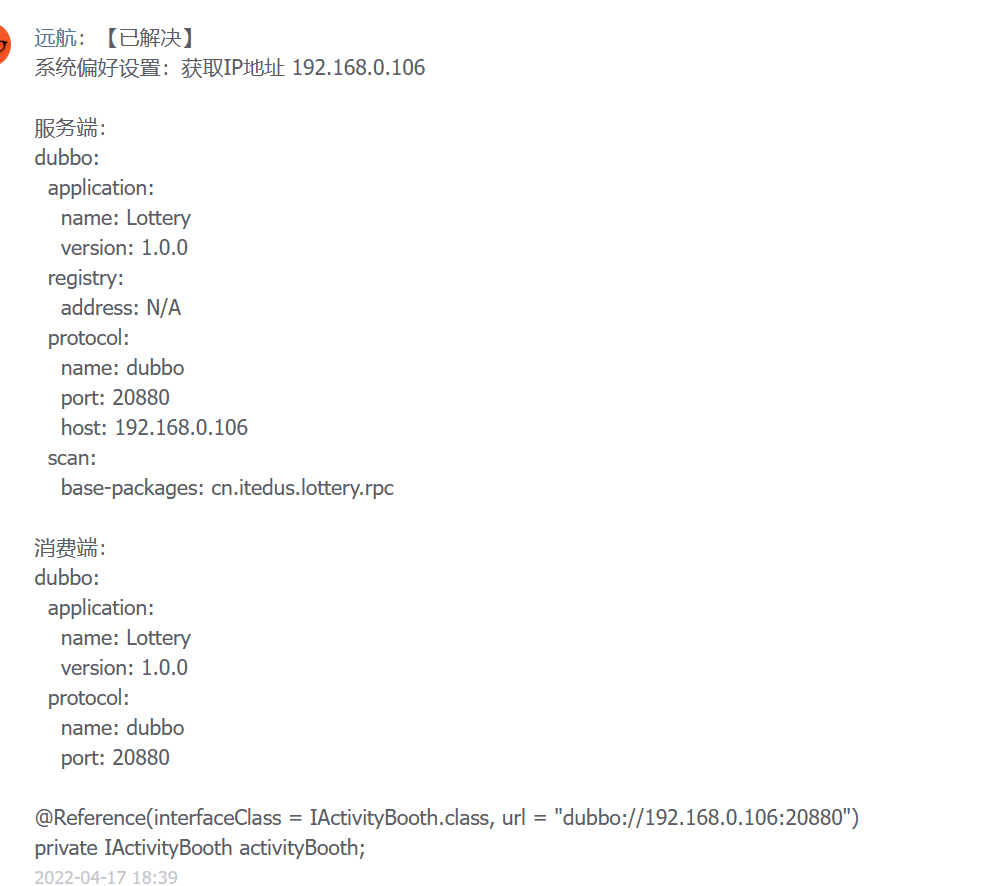 远航：【已解决】
系统偏好设置：获取IP地址 192.168.0.106
服务端：
dubbo:
application:
name: Lottery
version: 1.0.0
registry:
address: N/A
protocol:
name: dubbo
port: 20880
host: 192.168.0.106
scan:
base-packages: cn.itedus.lottery.rpc
消费端：
dubbo:
application:
name: Lottery
version: 1.0.0
protocol:
name: dubbo
port: 20880
@Reference(interfaceClass = IActivityBooth.class, url = "dubbo://192.168.0.106:20880")
private IActivityBooth activityBooth;
2022-04-17 18:39